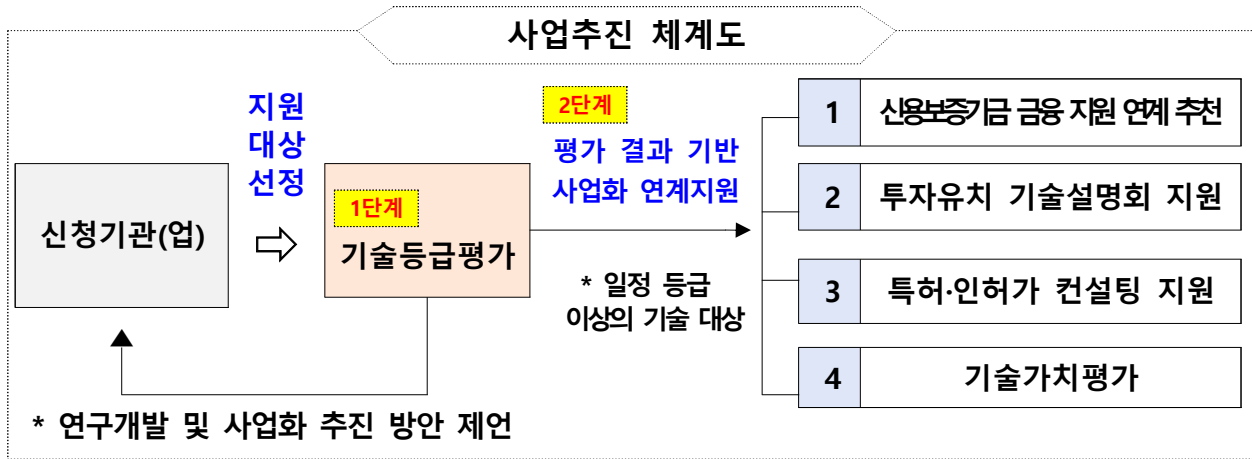 사업추진 체계도
지원
대상
선정
신청기관(업)
1단계
기술등급평가
2단계
평가 결과 기반
사업화 연계지원
* 일정 등급
이상의 기술 대상
1 신용보증기금 금융 지원 연계 추천
2 투자유치 기술설명회 지원
3 특허·인허가 컨설팅 지원
4 기술가치평가
* 연구개발 및 사업화 추진 방안 제언